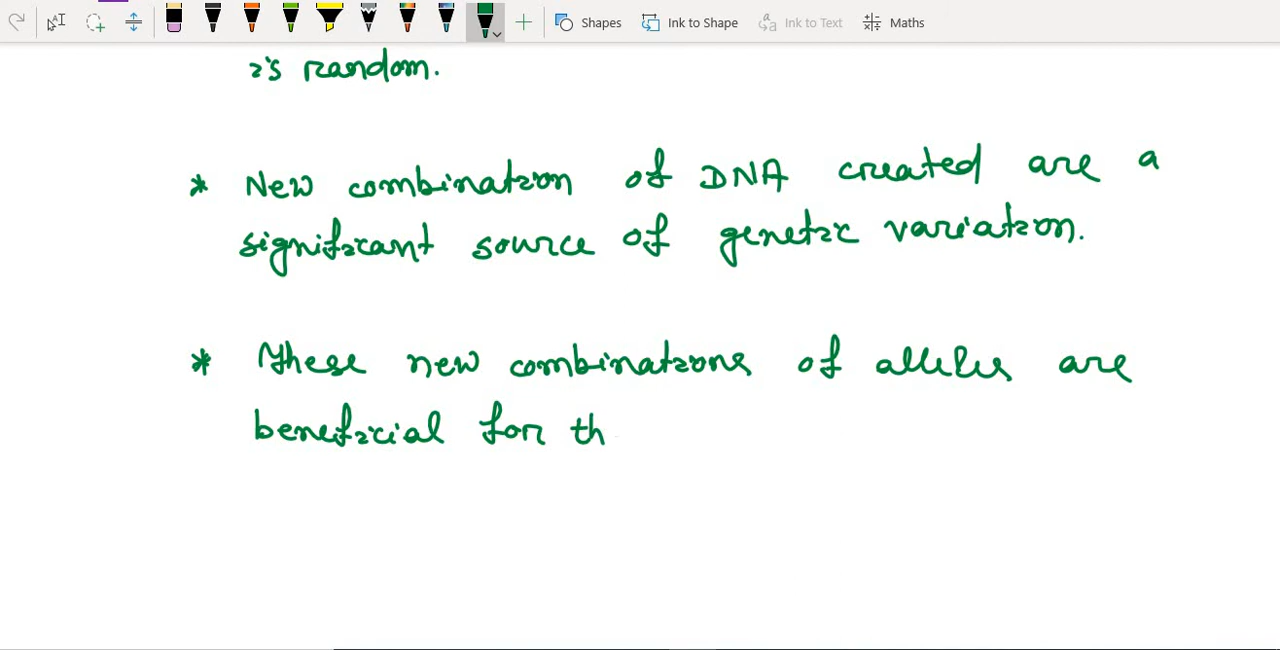 Shapes Ink to Shape Ink to Text Maths
is random.
* New combination of DNA created are a
significant source of genetic variation.
* These new combinations of alleles are
beneficial for th